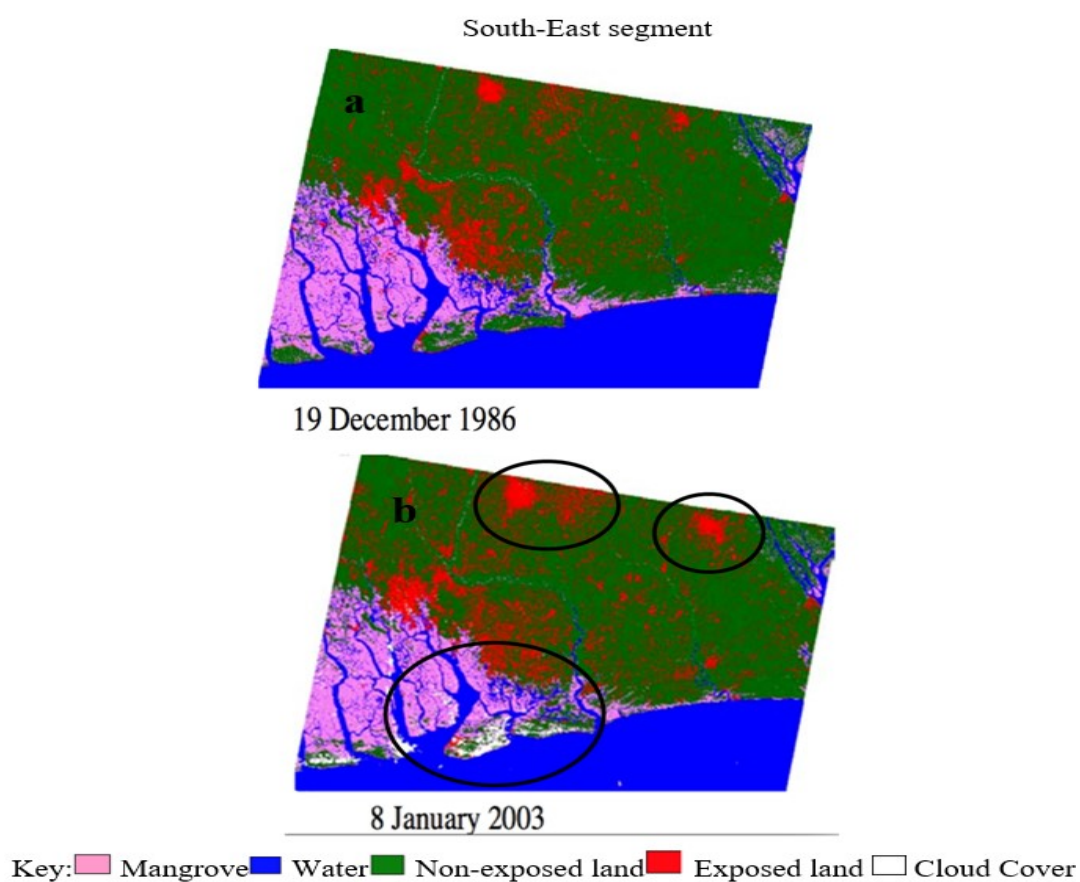 South-East segment
a
19 December 1986
b
8 January 2003
Key: Mangrove Water Non-exposed land Exposed land Cloud Cover